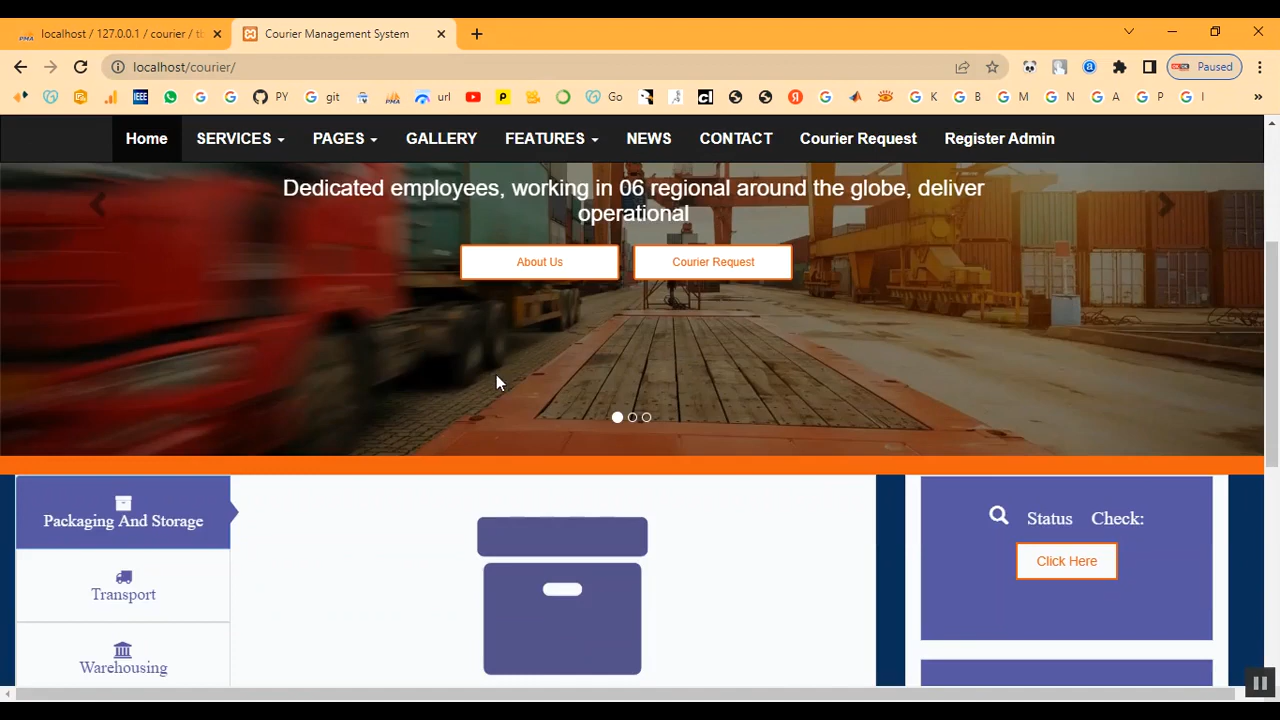 localhost / 127.0.0.1 / courier / tb
Courier Management System
localhost/courier/
Paused
IEEE
PY
git
url
Go
K
B
M
N
A
P
I
Home
SERVICES
PAGES
GALLERY
FEATURES
NEWS
CONTACT
Courier Request
Register Admin
Dedicated employees, working in 06 regional around the globe, deliver
operational
About Us
Courier Request
Packaging And Storage
Transport
Warehousing
Status Check:
Click Here